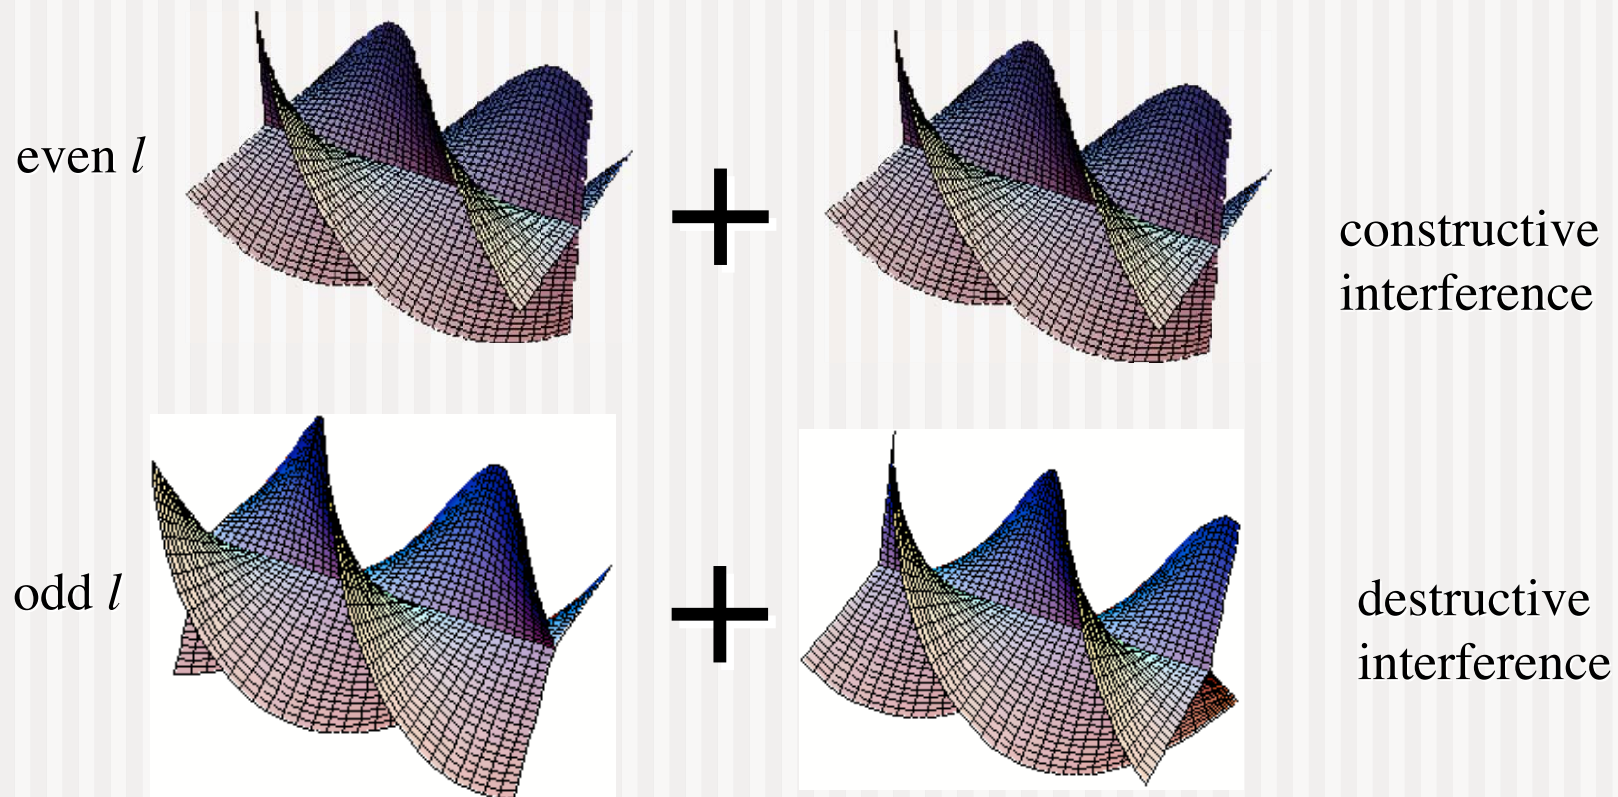 even l
+
constructive
interference
odd l
+
destructive
interference